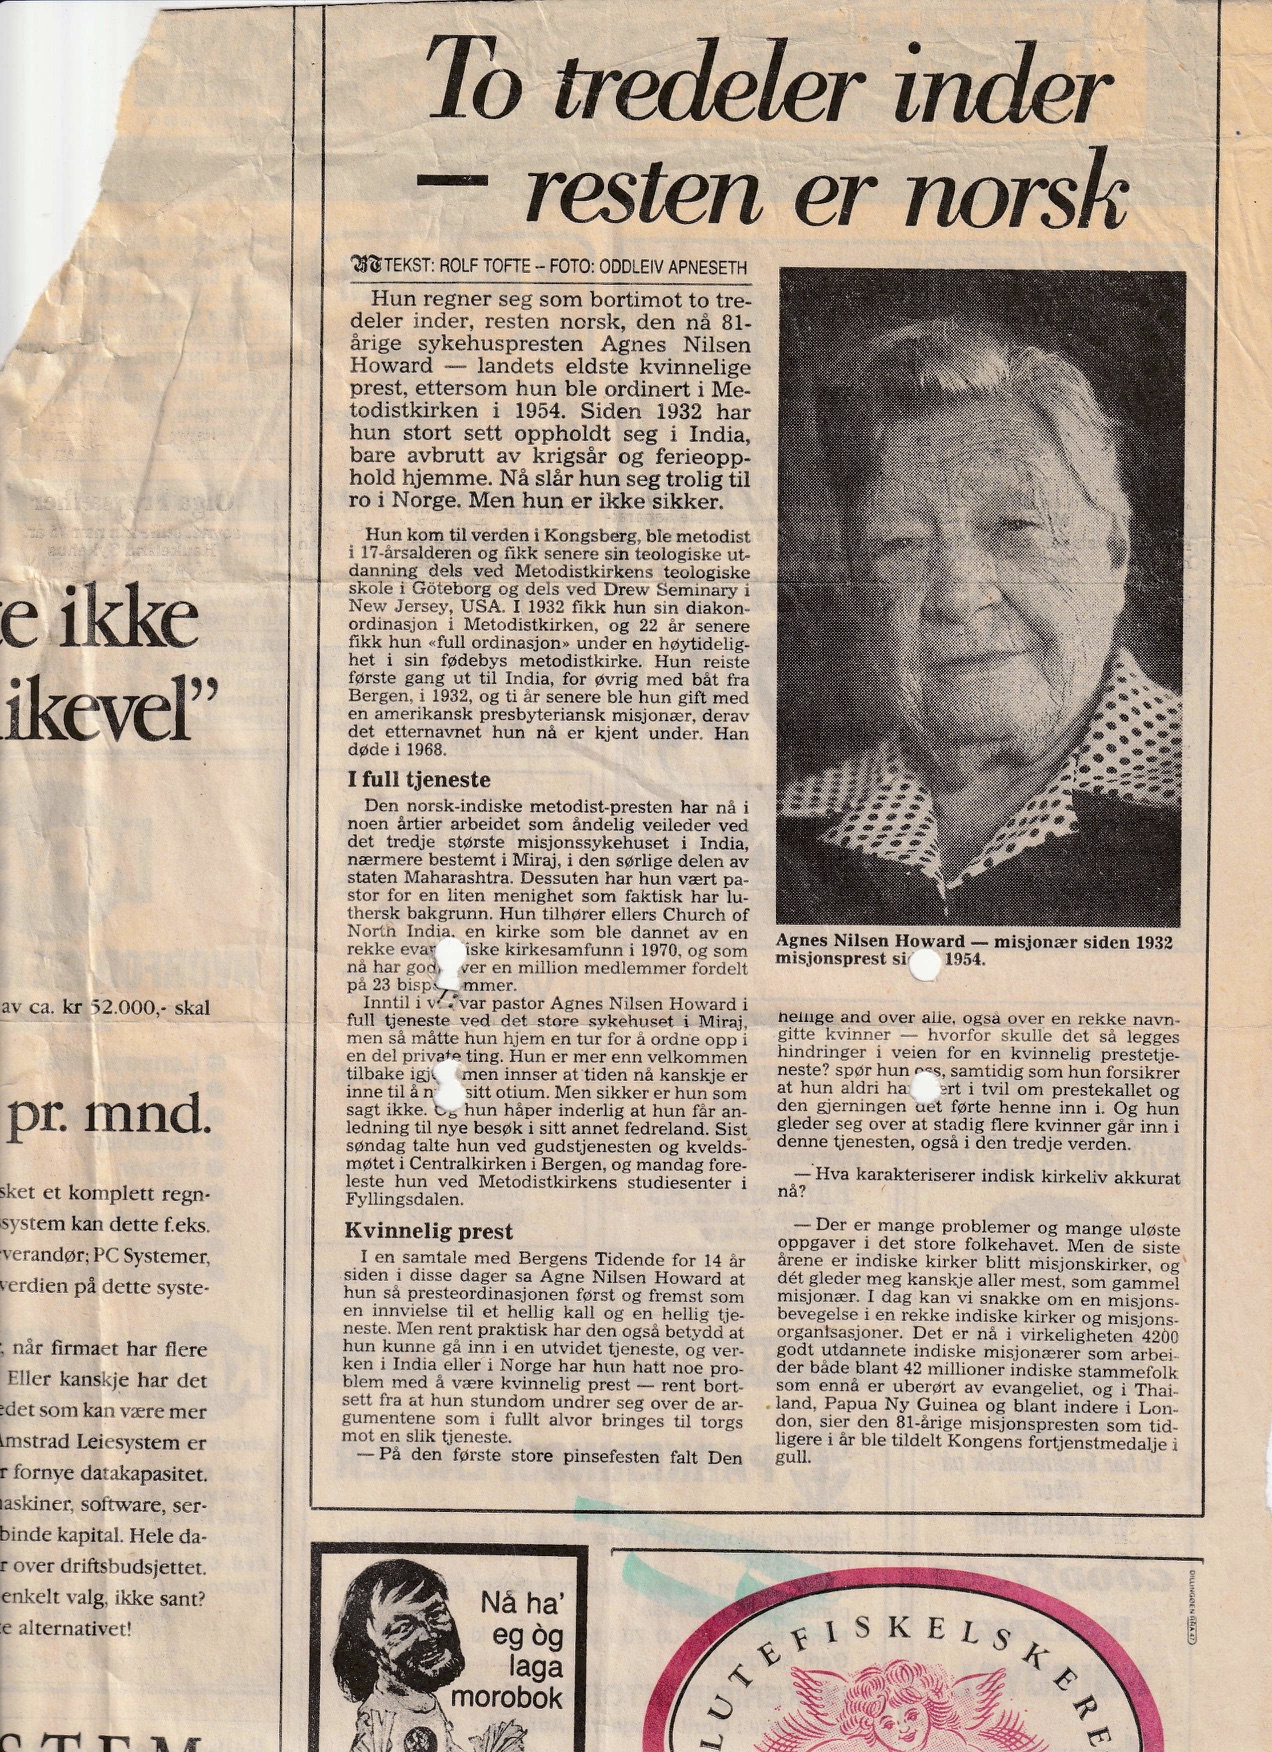 To tredeler inder
— resten er norsk
BT TEKST: ROLF TOFTE – FOTO: ODDLEIV APNESETH
Hun regner seg som bortimot to tre-
deler inder, resten norsk, den nå 81-
årige sykehuspresten Agnes Nilsen
Howard — landets eldste kvinnelige
prest, ettersom hun ble ordinert i Me-
todistkirken i 1954. Siden 1932 har
hun stort sett oppholdt seg i India,
bare avbrutt av krigsår og ferieopp-
hold hjemme. Nå slår hun seg trolig til
ro i Norge. Men hun er ikke sikker.
Hun kom til verden i Kongsberg, ble metodist
i 17-årsalderen og fikk senere sin teologiske ut-
danning dels ved Metodistkirkens teologiske
skole i Göteborg og dels ved Drew Seminary i
New Jersey, USA. I 1932 fikk hun sin diakon-
ordinasjon i Metodistkirken, og 22 år senere
fikk hun «full ordinasjon» under en høytidelig-
het i sin fødebys metodistkirke. Hun reiste
første gang ut til India, for øvrig med båt fra
Bergen, i 1932, og ti år senere ble hun gift med
en amerikansk presbyteriansk misjonær, derav
det etternavnet hun nå er kjent under. Han
døde i 1968.
I full tjeneste
Den norsk-indiske metodist-presten har nå i
noen årtier arbeidet som åndelig veileder ved
det tredje største misjonssykehuset i India,
nærmere bestemt i Miraj, i den sørlige delen av
staten Maharashtra. Dessuten har hun vært pa-
stor for en liten menighet som faktisk har lu-
thersk bakgrunn. Hun tilhører ellers Church of
North India, en kirke som ble dannet av en
rekke iske kirkesamfunn i 1970, og som
nå har en million medlemmer fordelt
på 23
Inntil i var pastor Agnes Nilsen Howard i
full tjeneste ved det store sykehuset i Miraj,
men så måtte hun hjem en tur for å ordne opp i
en del private ting. Hun er mer enn velkommen
tilbake men innser at tiden nå kanskje er
inne til å sitt otium. Men sikker er hun som
sagt ikke. Og hun håper inderlig at hun får an-
ledning til nye besøk i sitt annet fedreland. Sist
søndag talte hun ved gudstjenesten og kvelds-
møtet i Centralkirken i Bergen, og mandag fore-
leste hun ved Metodistkirkens studiesenter i
Fyllingsdalen.
Kvinnelig prest
I en samtale med Bergens Tidende for 14 år
siden i disse dager sa Agne Nilsen Howard at
hun så presteordinasjonen først og fremst som
en innvielse til et hellig kall og en hellig tje-
neste. Men rent praktisk har den også betydd at
hun kunne gå inn i en utvidet tjeneste, og ver-
ken i India eller i Norge har hun hatt noe pro-
blem med å være kvinnelig prest — rent bort-
sett fra at hun stundom undrer seg over de ar-
gumentene som i fullt alvor bringes til torgs
mot en slik tjeneste.
— På den første store pinsefesten falt Den
Agnes Nilsen Howard — misjonær siden 1932
misjonsprest 1954.
hellige ånd over alle, også over en rekke navn-
gitte kvinner — hvorfor skulle det så legges
hindringer i veien for en kvinnelig prestetje-
neste? spør hun oss, samtidig som hun forsikrer
at hun aldri i tvil om prestekallet og
den gjerningen det førte henne inn i. Og hun
gleder seg over at stadig flere kvinner går inn i
denne tjenesten, også i den tredje verden.
— Hva karakteriserer indisk kirkeliv akkurat
nå?
— Der er mange problemer og mange uløste
oppgaver i det store folkehavet. Men de siste
årene er indiske kirker blitt misjonskirker, og
dét gleder meg kanskje aller mest, som gammel
misjonær. I dag kan vi snakke om en misjons-
bevegelse i en rekke indiske kirker og misjons-
organisasjoner. Det er nå i virkeligheten 4200
godt utdannete indiske misjonærer som arbei-
der både blant 42 millioner indiske stammefolk
som ennå er uberørt av evangeliet, og i Thai-
land, Papua Ny Guinea og blant indere i Lon-
don, sier den 81-årige misjonspresten som tid-
ligere i år ble tildelt Kongens fortjenstmedalje i
gull.
e ikke
ikevel”
av ca. kr 52.000,- skal
pr. mnd.
sket et komplett regn-
system kan dette f.eks.
verandør; PC Systemer,
verdien på dette syste-
, når firmaet har flere
Eller kanskje har det
edet som kan være mer
Amstrad Leiesystem er
r fornye datakapasitet.
maskiner, software, ser-
binde kapital. Hele da-
r over driftsbudsjettet.
enkelt valg, ikke sant?
e alternativet!
STEM
Nå ha’
eg òg
laga
morobok
LUTEFISKELSKERE